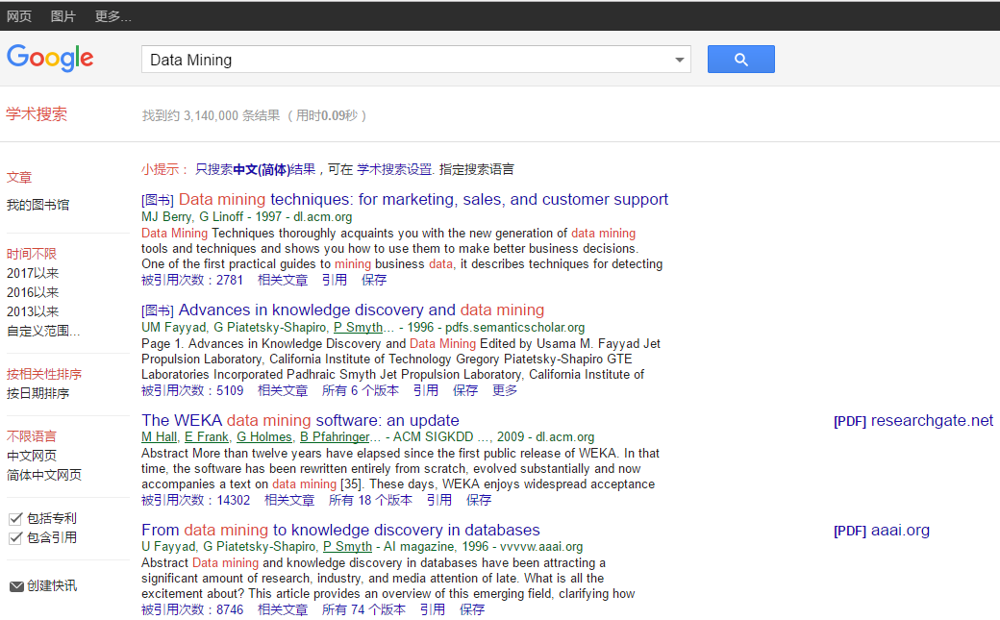 网页 图片 更多...
Google Data Mining
学术搜索 找到约 3,140,000 条结果 （用时0.09秒）
文章
我的图书馆
时间不限
2017以来
2016以来
2013以来
自定义范围...
按相关性排序
按日期排序
不限语言
中文网页
简体中文网页
包括专利
包含引用
创建快讯
小提示： 只搜索中文(简体)结果，可在 学术搜索设置. 指定搜索语言
[图书] Data mining techniques: for marketing, sales, and customer support
MJ Berry, G Linoff - 1997 - dl.acm.org
Data Mining Techniques thoroughly acquaints you with the new generation of data mining
tools and techniques and shows you how to use them to make better business decisions.
One of the first practical guides to mining business data, it describes techniques for detecting
被引用次数：2781 相关文章 引用 保存
[图书] Advances in knowledge discovery and data mining
UM Fayyad, G Piatetsky-Shapiro, P Smyth... - 1996 - pdfs.semanticscholar.org
Page 1. Advances in Knowledge Discovery and Data Mining Edited by Usama M. Fayyad Jet
Propulsion Laboratory, California Institute of Technology Gregory Piatetsky-Shapiro GTE
Laboratories Incorporated Padhraic Smyth Jet Propulsion Laboratory, California Institute of
被引用次数：5109 相关文章 所有 6 个版本 引用 保存 更多
The WEKA data mining software: an update [PDF] researchgate.net
M Hall, E Frank, G Holmes, B Pfahringer... - ACM SIGKDD ..., 2009 - dl.acm.org
Abstract More than twelve years have elapsed since the first public release of WEKA. In that
time, the software has been rewritten entirely from scratch, evolved substantially and now
accompanies a text on data mining [35]. These days, WEKA enjoys widespread acceptance
被引用次数：14302 相关文章 所有 18 个版本 引用 保存
From data mining to knowledge discovery in databases [PDF] aaai.org
U Fayyad, G Piatetsky-Shapiro, P Smyth - AI magazine, 1996 - vvvvw.aaai.org
Abstract Data mining and knowledge discovery in databases have been attracting a
significant amount of research, industry, and media attention of late. What is all the
excitement about? This article provides an overview of this emerging field, clarifying how
被引用次数：8746 相关文章 所有 74 个版本 引用 保存